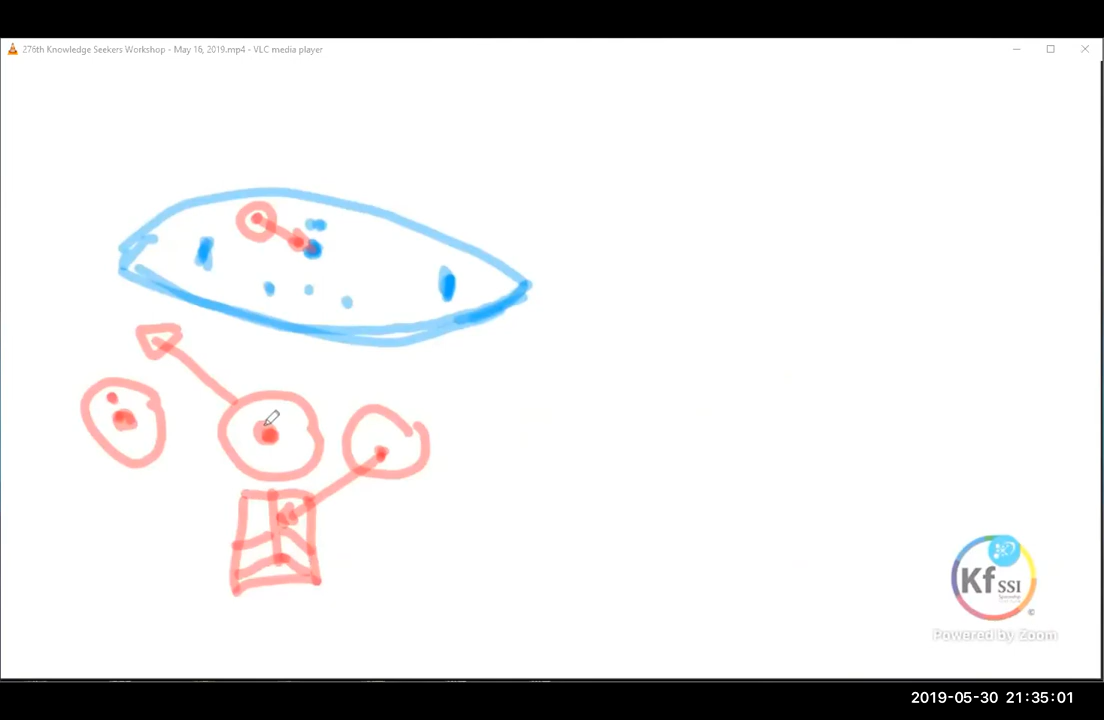 276th Knowledge Seekers Workshop - May 16, 2019.mp4 - VLC media player
Kf SSI
Spaceship
©
Powered by Zoom
2019-05-30 21:35:01